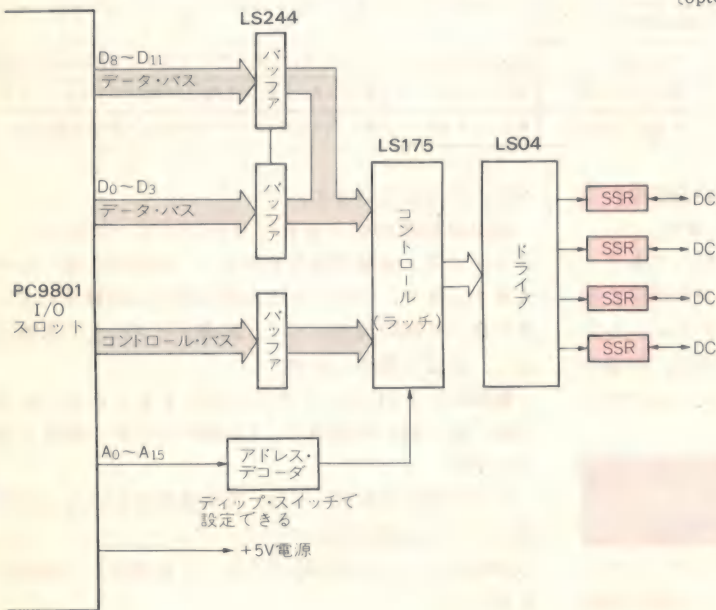 LS244
D8～D11
データ・バス
バッファ
D0～D3
データ・バス
バッファ
PC9801
I/O
スロット
コントロール・バス
バッファ
LS175
コントロール
(ラッチ)
LS04
ドライブ
SSR
DC
SSR
DC
SSR
DC
SSR
DC
A0～A15
アドレス・
デコーダ
ディップ・スイッチで
設定できる
+5V電源